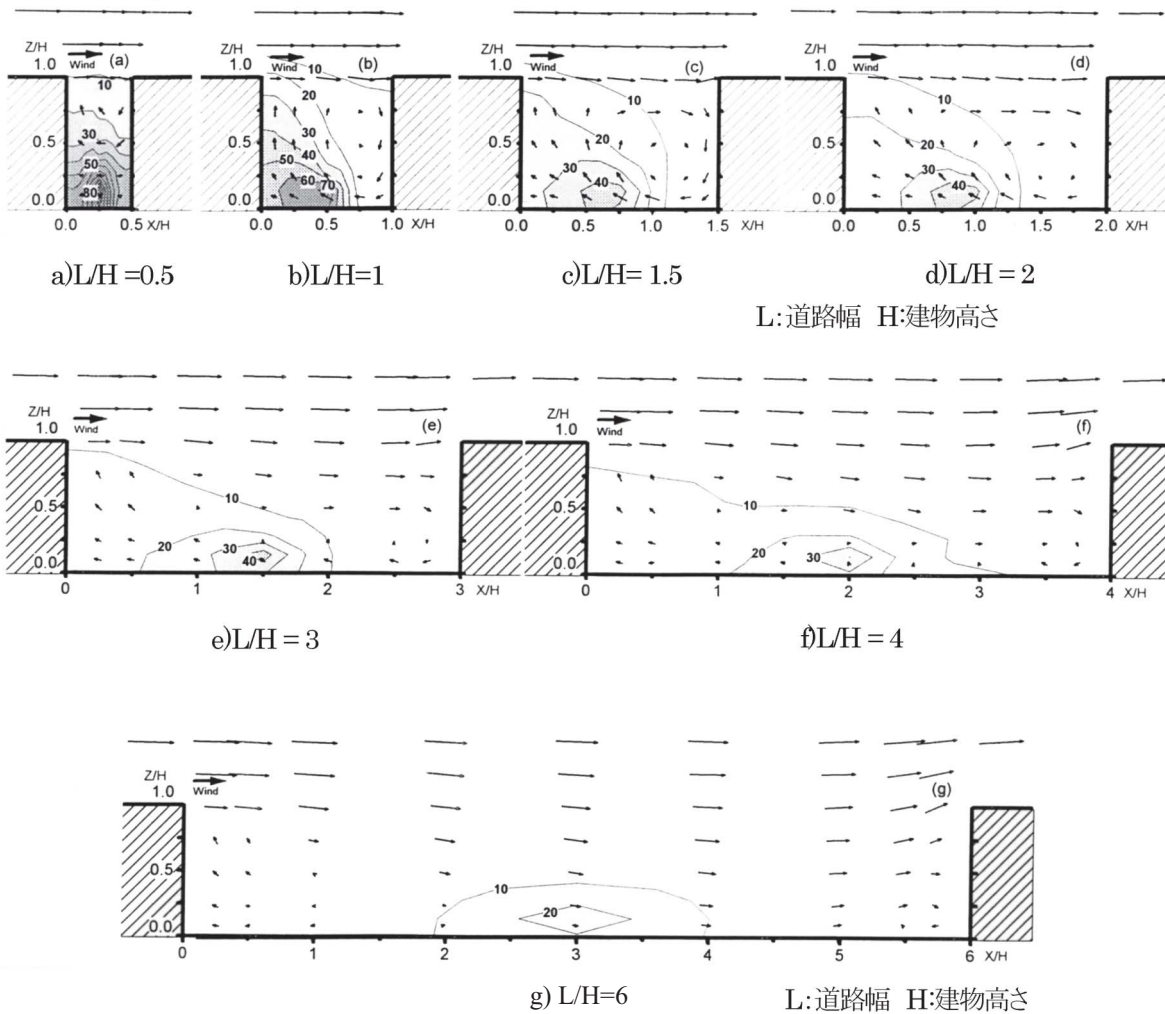 Z/H
1.0
Wind
(a)
10
30
50
80
0.5
0.0
0.0
0.5
X/H
a)L/H =0.5
Z/H
1.0
Wind
(b)
10
10
20
30
40
50
60
70
0.5
0.0
0.0
0.5
1.0
X/H
b)L/H=1
Z/H
1.0
Wind
(c)
10
20
30
40
0.5
0.0
0.0
0.5
1.0
1.5
X/H
c)L/H= 1.5
Z/H
1.0
Wind
(d)
10
20
30
40
0.5
0.0
0.0
0.5
1.0
1.5
2.0
X/H
d)L/H= 2
L:道路幅 H:建物高さ
Z/H
1.0
Wind
(e)
10
20
30
40
0.5
0.0
0
1
2
3
X/H
e)L/H = 3
Z/H
1.0
Wind
(f)
10
20
30
0.5
0.0
0
1
2
3
4
X/H
f)L/H = 4
Z/H
1.0
Wind
(g)
10
20
0.5
0.0
0
1
2
3
4
5
6
X/H
g) L/H=6
L:道路幅 H:建物高さ